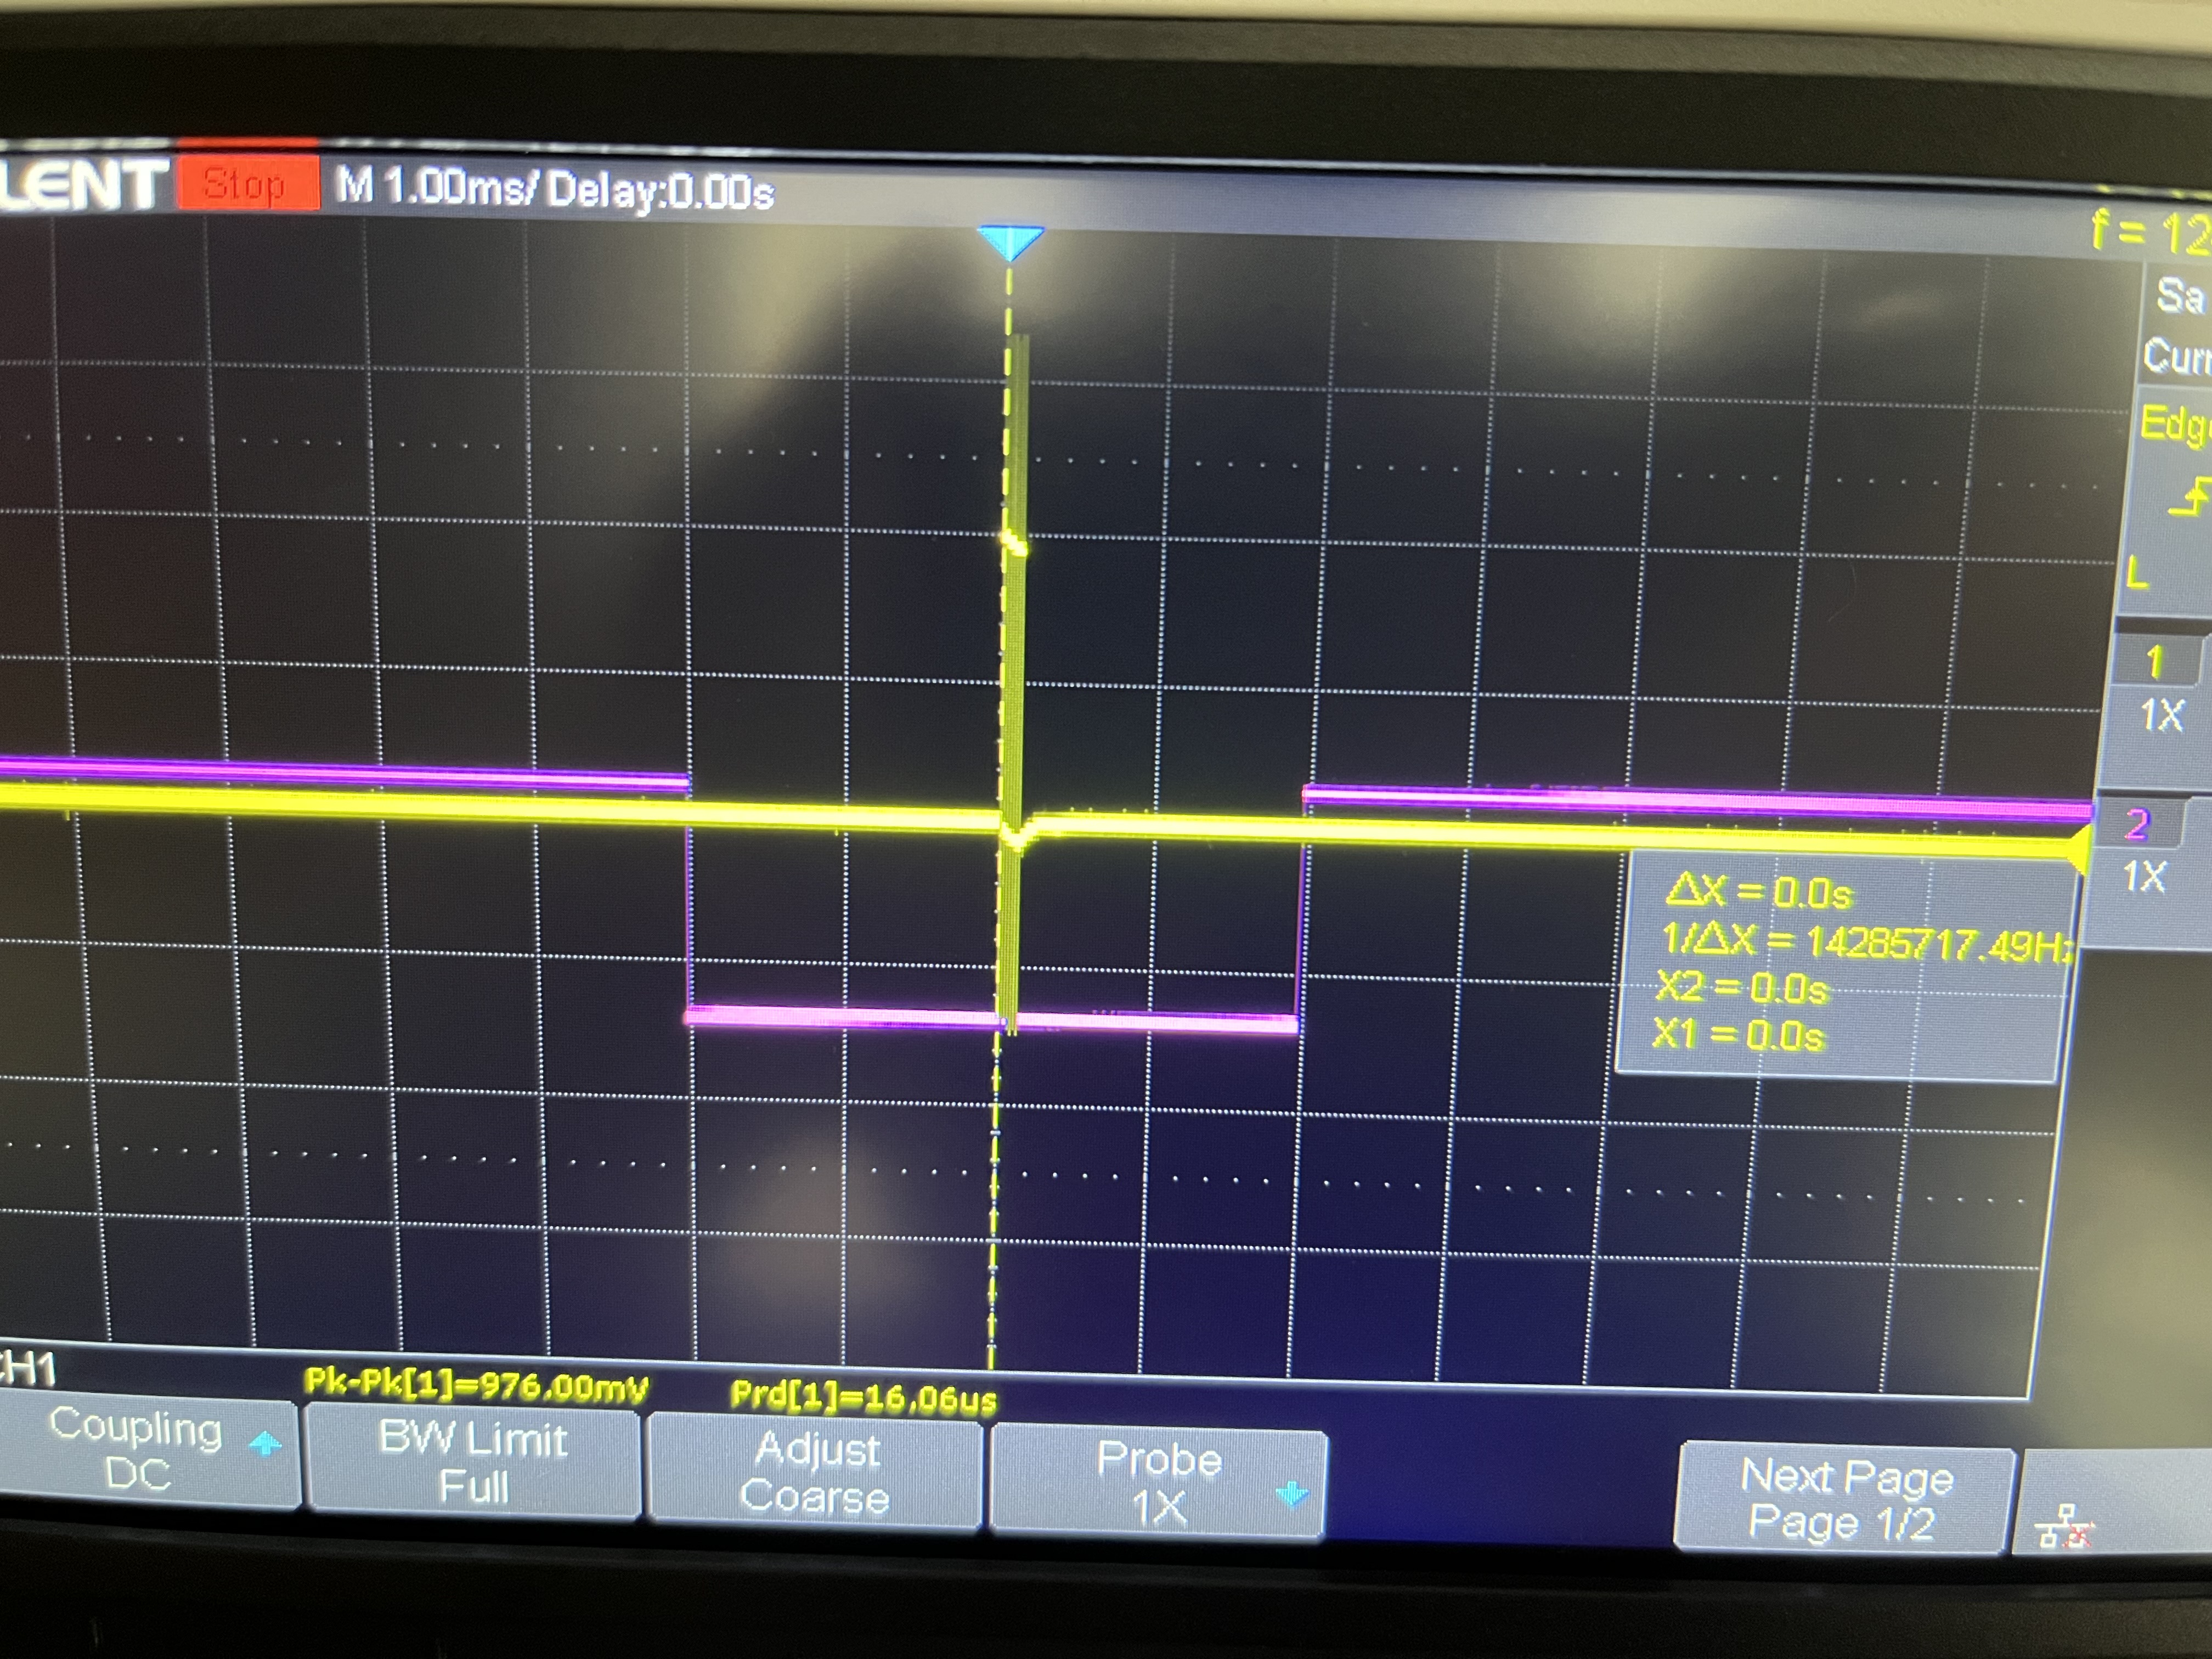 LENT Stop M 1.00ms/ Delay:0.00s
f = 12
Sa
Curr
Edge
L
1
1X
2
1X
ΔX = 0.0s
1/ΔX = 14285717.49Hz
X2 = 0.0s
X1 = 0.0s
CH1
Pk-Pk[1]=976.00mV Prd[1]=16.06us
Coupling
DC
BW Limit
Full
Adjust
Coarse
Probe
1X
Next Page
Page 1/2